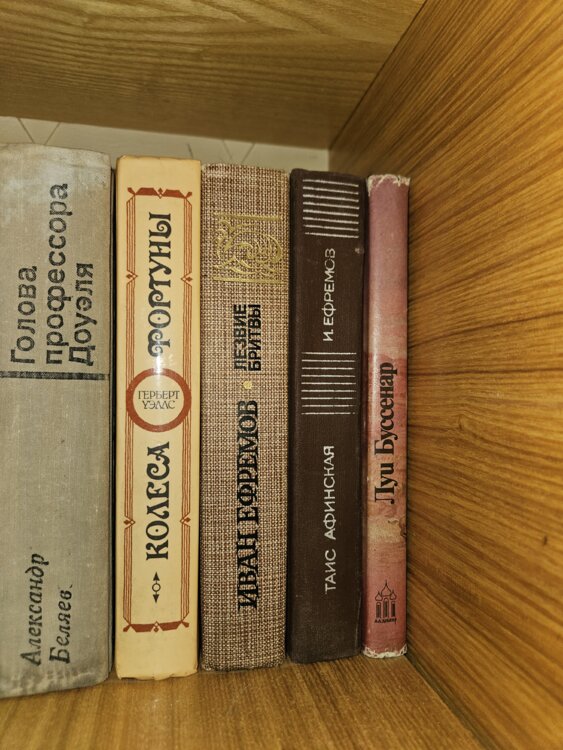 Александр
Беляев.
Голова
профессора
Доуэля
КОЛЕСА
ГЕРБЕРТ
УЭЛЛС
ФОРТУНЫ
ИВАН ЕФРЕМОВ
ЛЕЗВИЕ
БРИТВЫ
ТАИС АФИНСКАЯ
И. ЕФРЕМОВ
Луи Буссенар